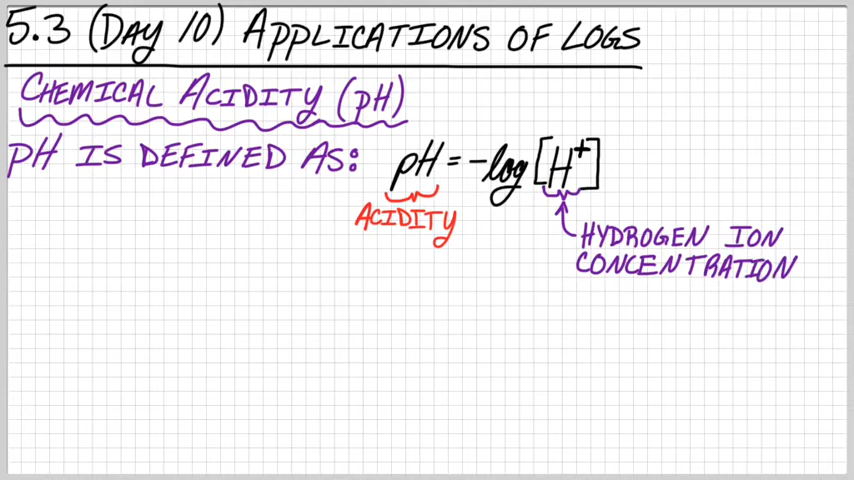 5.3 (DAY 10) APPLICATIONS OF LOGS
CHEMICAL ACIDITY (pH)
pH IS DEFINED AS: pH = -log [H+]
ACIDITY
HYDROGEN ION
CONCENTRATION